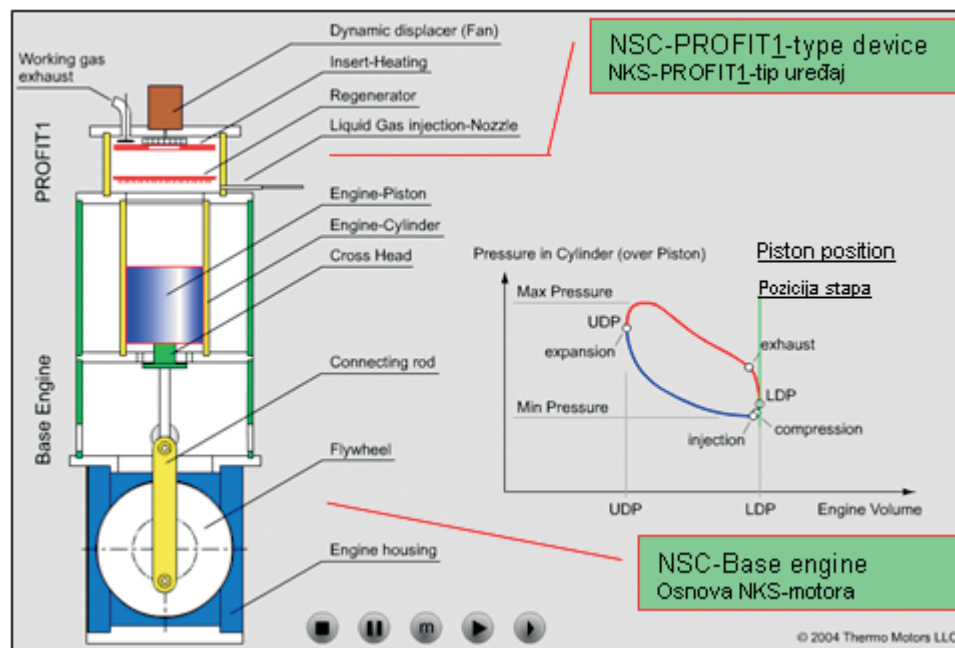 Dynamic displacer (Fan)
Working gas
exhaust
Insert-Heating
Regenerator
Liquid Gas injection-Nozzle
PROFIT1
Engine-Piston
Engine-Cylinder
Cross Head
Base Engine
Connecting rod
Flywheel
Engine housing
NSC-PROFIT1-type device
NKS-PROFIT1-tip uređaj
Pressure in Cylinder (over Piston)
Piston position
Pozicija stapa
Max Pressure
UDP
expansion
exhaust
LDP
Min Pressure
injection
compression
UDP
LDP
Engine Volume
NSC-Base engine
Osnova NKS-motora
m
© 2004 Thermo Motors LLC